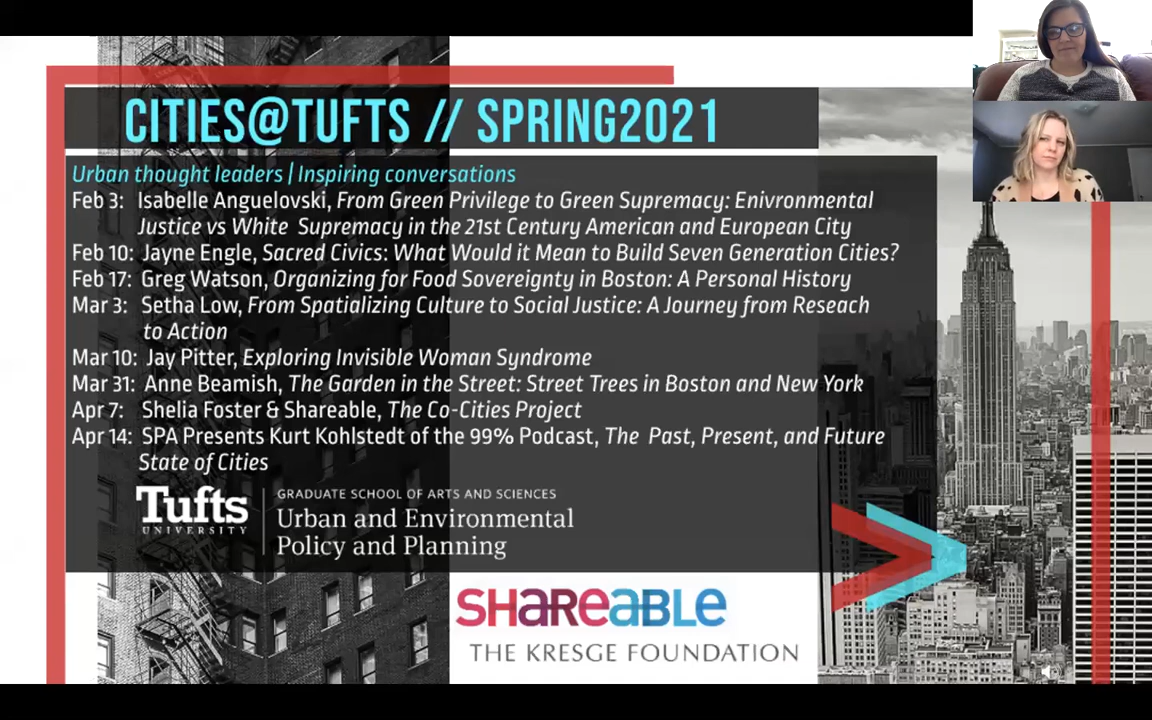 CITIES@TUFTS // SPRING2021
Urban thought leaders | Inspiring conversations
Feb 3: Isabelle Anguelovski, From Green Privilege to Green Supremacy: Enivronmental
Justice vs White Supremacy in the 21st Century American and European City
Feb 10: Jayne Engle, Sacred Civics: What Would it Mean to Build Seven Generation Cities?
Feb 17: Greg Watson, Organizing for Food Sovereignty in Boston: A Personal History
Mar 3: Setha Low, From Spatializing Culture to Social Justice: A Journey from Reseach
to Action
Mar 10: Jay Pitter, Exploring Invisible Woman Syndrome
Mar 31: Anne Beamish, The Garden in the Street: Street Trees in Boston and New York
Apr 7: Shelia Foster & Shareable, The Co-Cities Project
Apr 14: SPA Presents Kurt Kohlstedt of the 99% Podcast, The Past, Present, and Future
State of Cities
Tufts
UNIVERSITY
GRADUATE SCHOOL OF ARTS AND SCIENCES
Urban and Environmental
Policy and Planning
SHAREABLE
THE KRESGE FOUNDATION